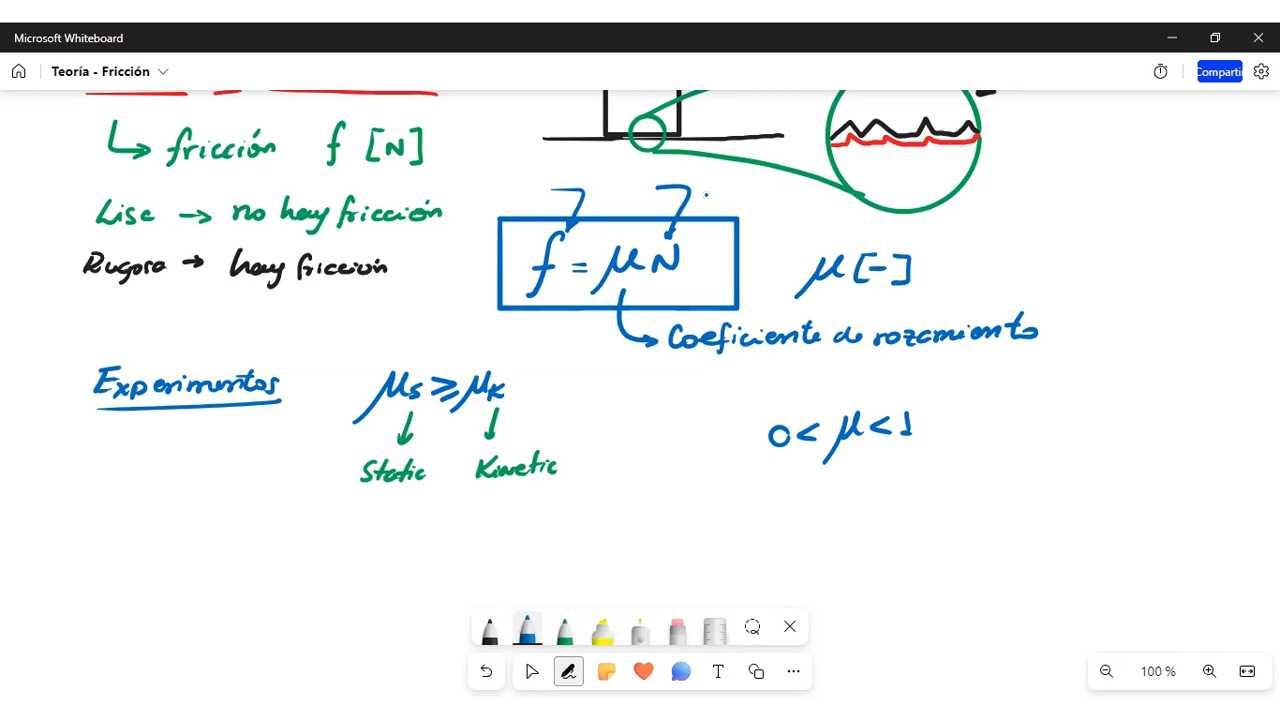 Microsoft Whiteboard
Teoría - Fricción
Compartir
fricción f [N]
Lisa → no hay fricción
Rugosa → hay fricción
f = μN
μ [-]
Coeficiente de rozamiento
Experimentos
μs ≥ μk
Static Kinetic
0 < μ < 1
100 %